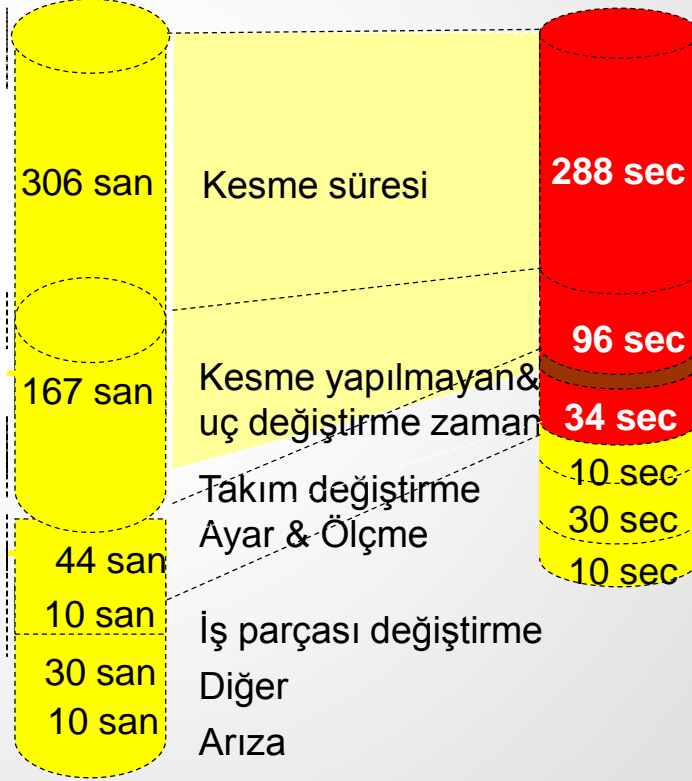 306 san
Kesme süresi
288 sec
96 sec
167 san
Kesme yapılmayan&
uç değiştirme zaman
34 sec
10 sec
Takım değiştirme
30 sec
Ayar & Ölçme
44 san
10 sec
10 san
İş parçası değiştirme
30 san
Diğer
10 san
Arıza